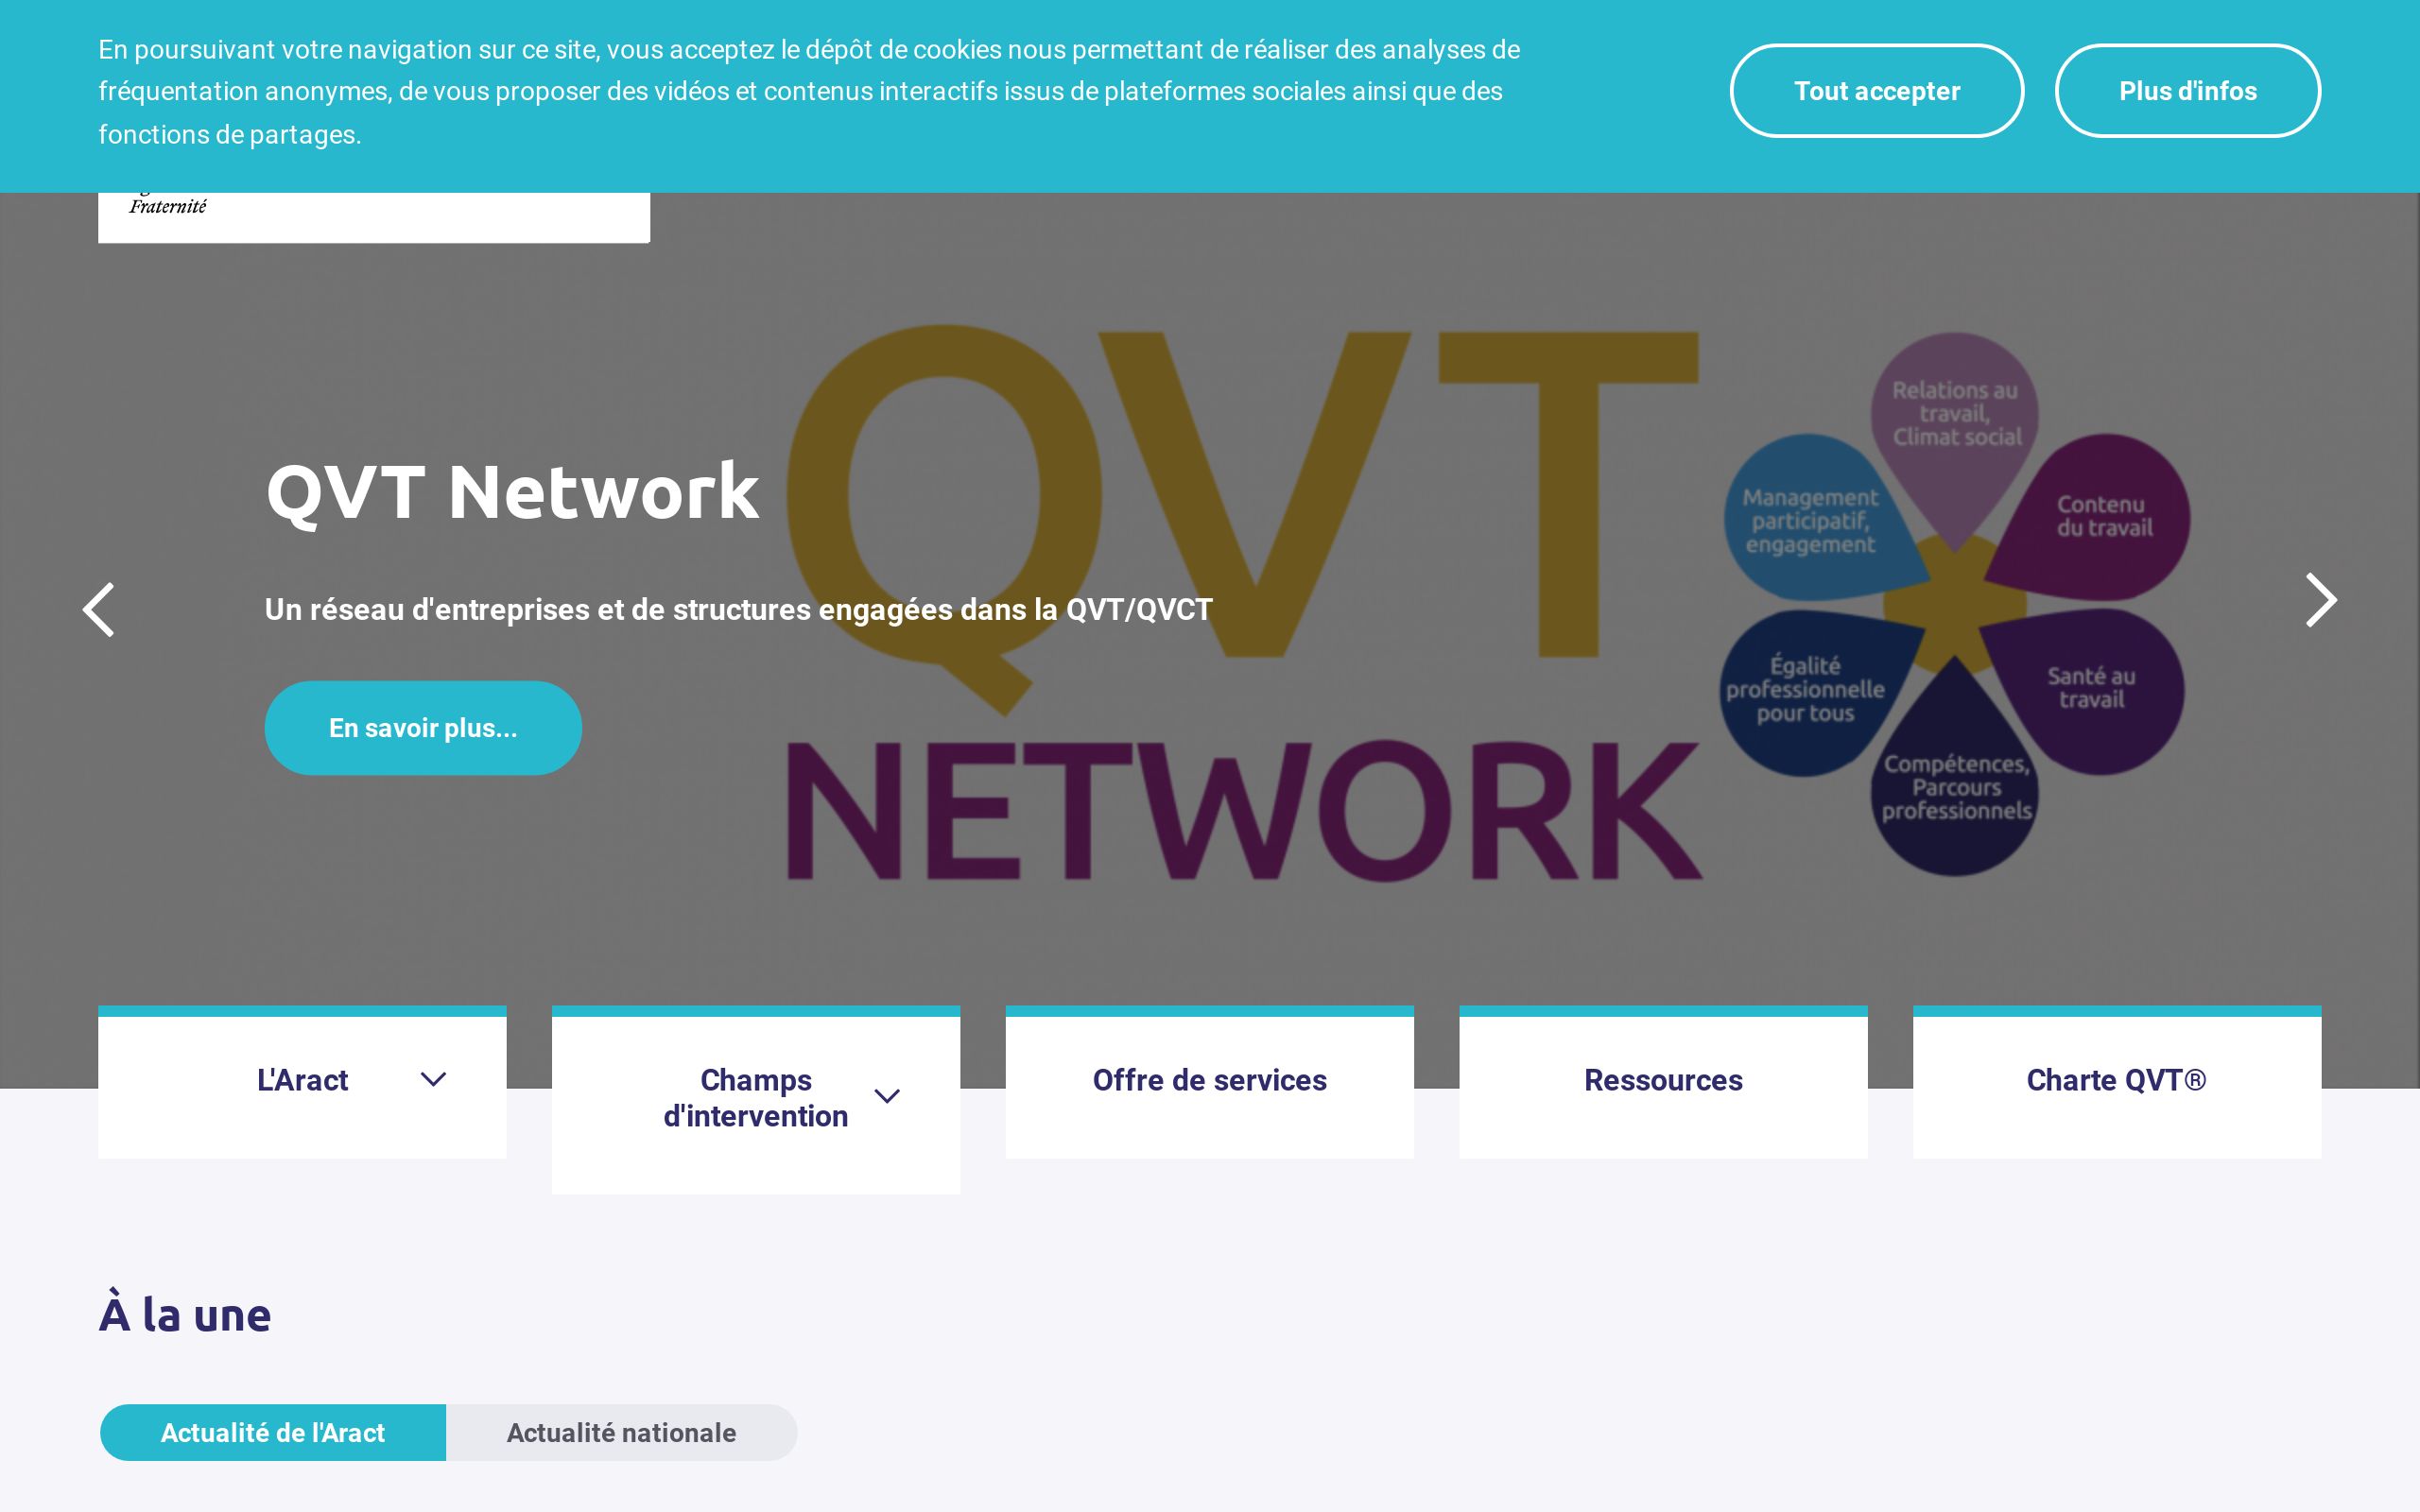 En poursuivant votre navigation sur ce site, vous acceptez le dépôt de cookies nous permettant de réaliser des analyses de
fréquentation anonymes, de vous proposer des vidéos et contenus interactifs issus de plateformes sociales ainsi que des
fonctions de partages.
Tout accepter
Plus d'infos
Fraternité
QVT
NETWORK
Relations au
travail,
Climat social
Management
participatif,
engagement
Contenu
du travail
Égalité
professionnelle
pour tous
Santé au
travail
Compétences,
Parcours
professionnels
QVT Network
Un réseau d'entreprises et de structures engagées dans la QVT/QVCT
En savoir plus...
L'Aract
Champs
d'intervention
Offre de services
Ressources
Charte QVT®
À la une
Actualité de l'Aract
Actualité nationale